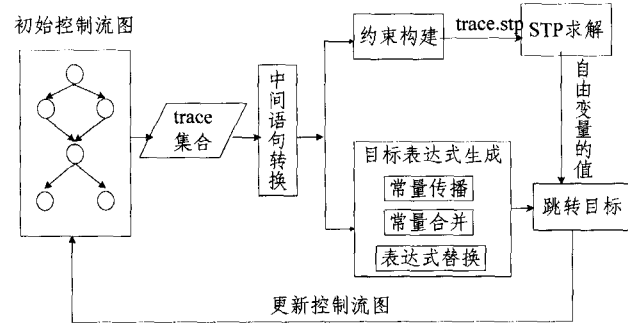 初始控制流图
trace
集合
中间语句转换
约束构建
trace.stp
STP求解
自由变量的值
目标表达式生成
常量传播
常量合并
表达式替换
跳转目标
更新控制流图